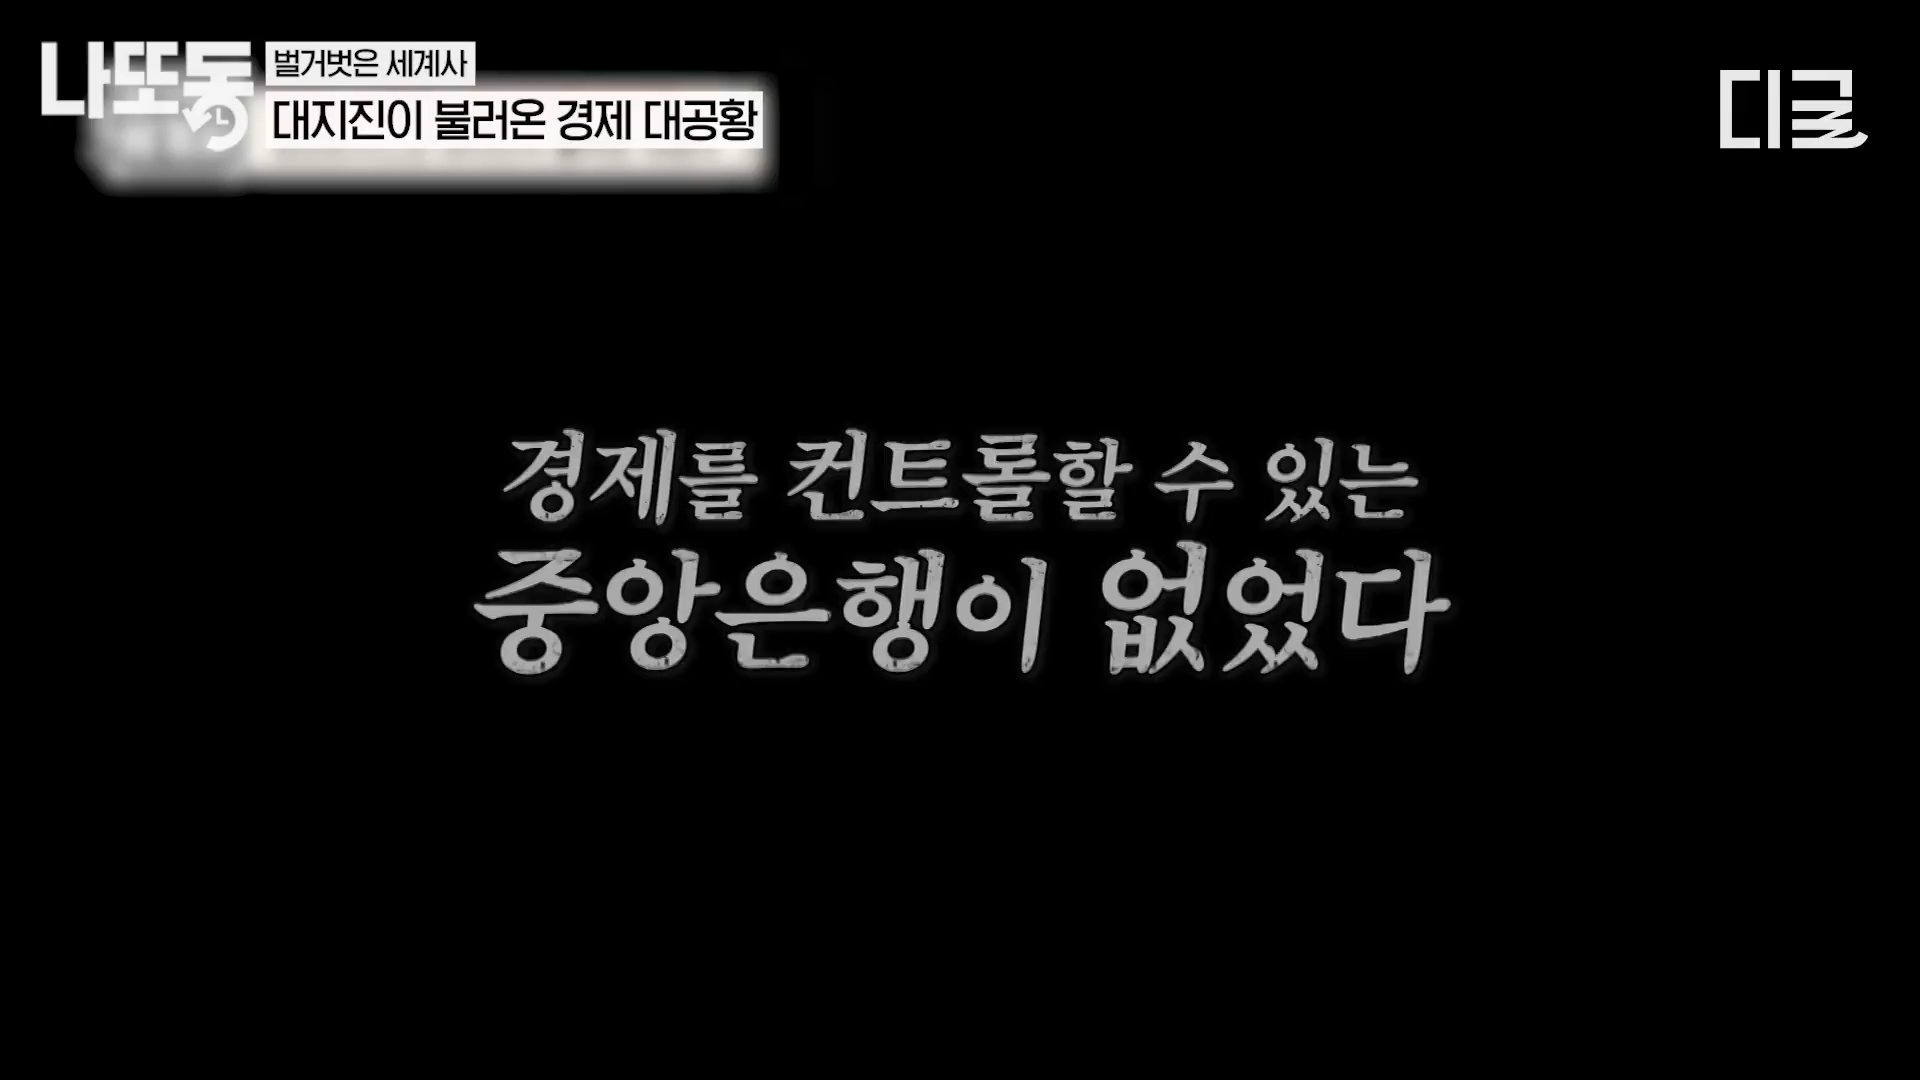 나또동
벌거벗은 세계사
대지진이 불러온 경제 대공황
디글
경제를 컨트롤할 수 있는
중앙은행이 없었다